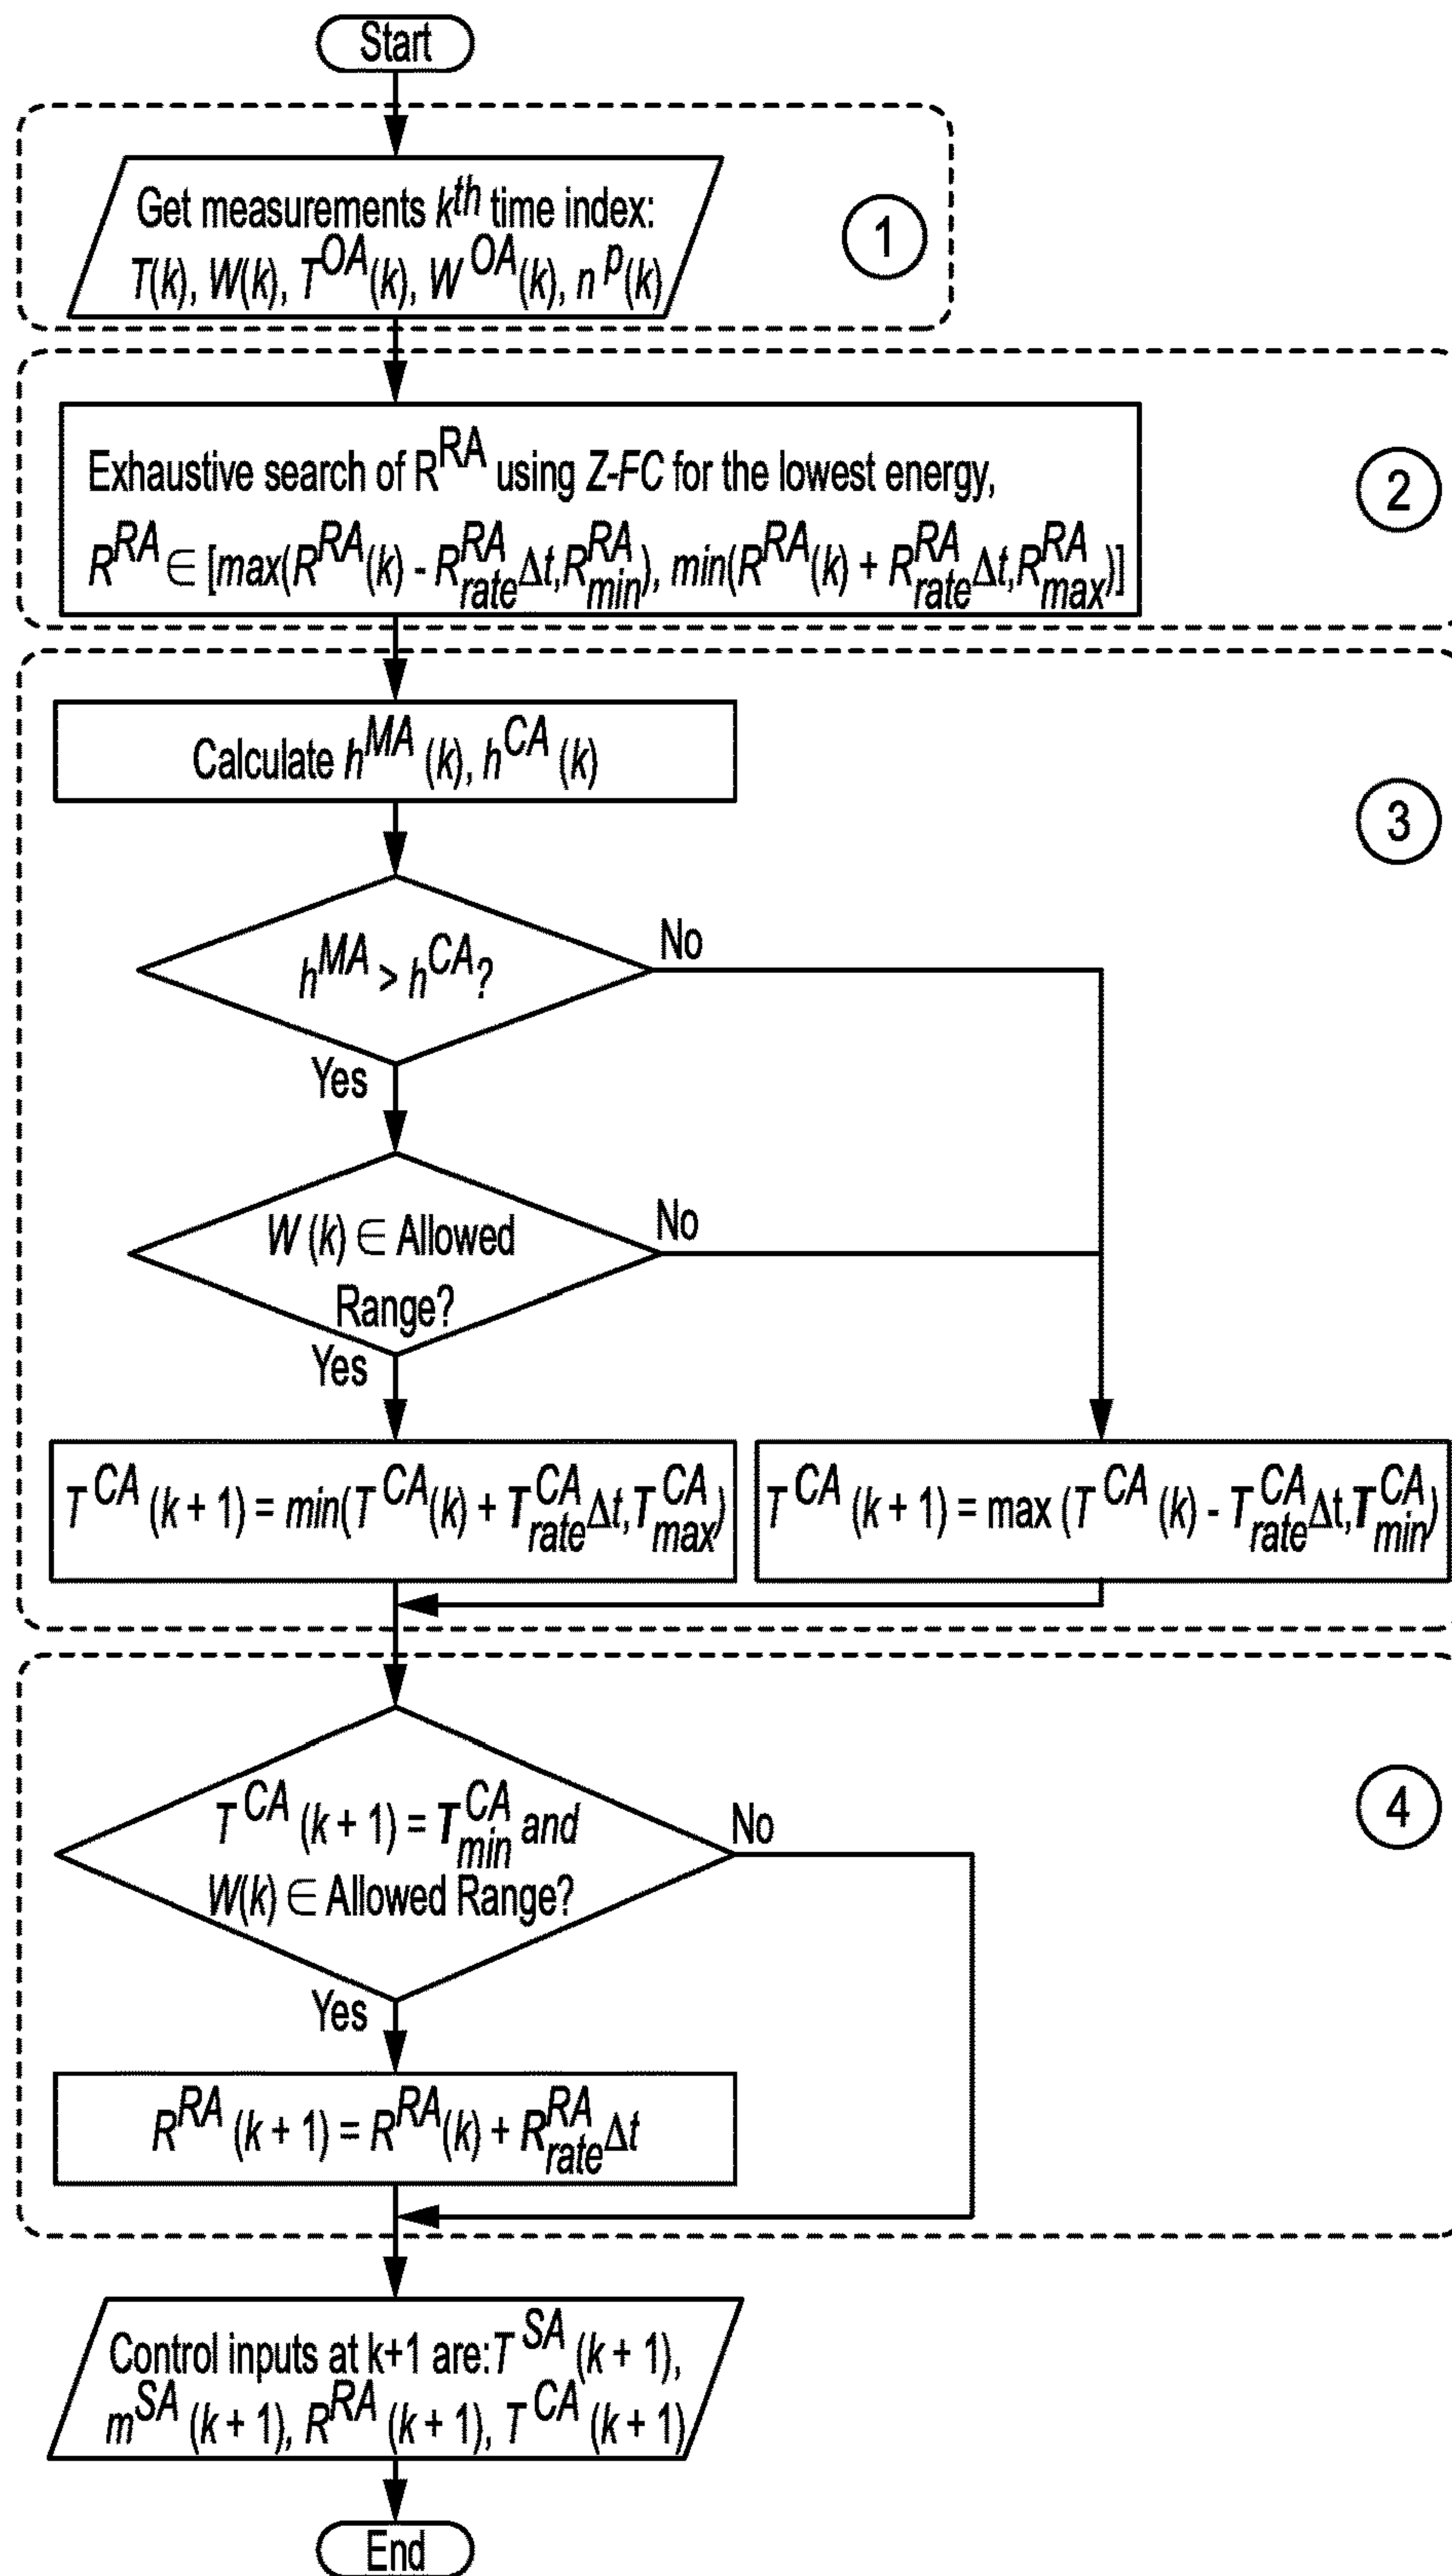 Start
Get measurements k^th time index:
T(k), W(k), T^OA(k), W^OA(k), n^p(k)
1
Exhaustive search of R^RA using Z-FC for the lowest energy,
R^RA ∈ [max(R^RA(k) - R^RA_rate Δt, R^RA_min), min(R^RA(k) + R^RA_rate Δt, R^RA_max)]
2
Calculate h^MA (k), h^CA (k)
3
h^MA > h^CA?
No
Yes
W (k) ∈ Allowed
Range?
No
Yes
T^CA (k + 1) = min(T^CA(k) + T^CA_rate Δt, T^CA_max)
T^CA (k + 1) = max (T^CA (k) - T^CA_rate Δt, T^CA_min)
T^CA (k + 1) = T^CA_min and
W(k) ∈ Allowed Range?
No
4
Yes
R^RA (k + 1) = R^RA(k) + R^RA_rate Δt
Control inputs at k+1 are: T^SA (k + 1),
m^SA (k + 1), R^RA (k + 1), T^CA (k + 1)
End